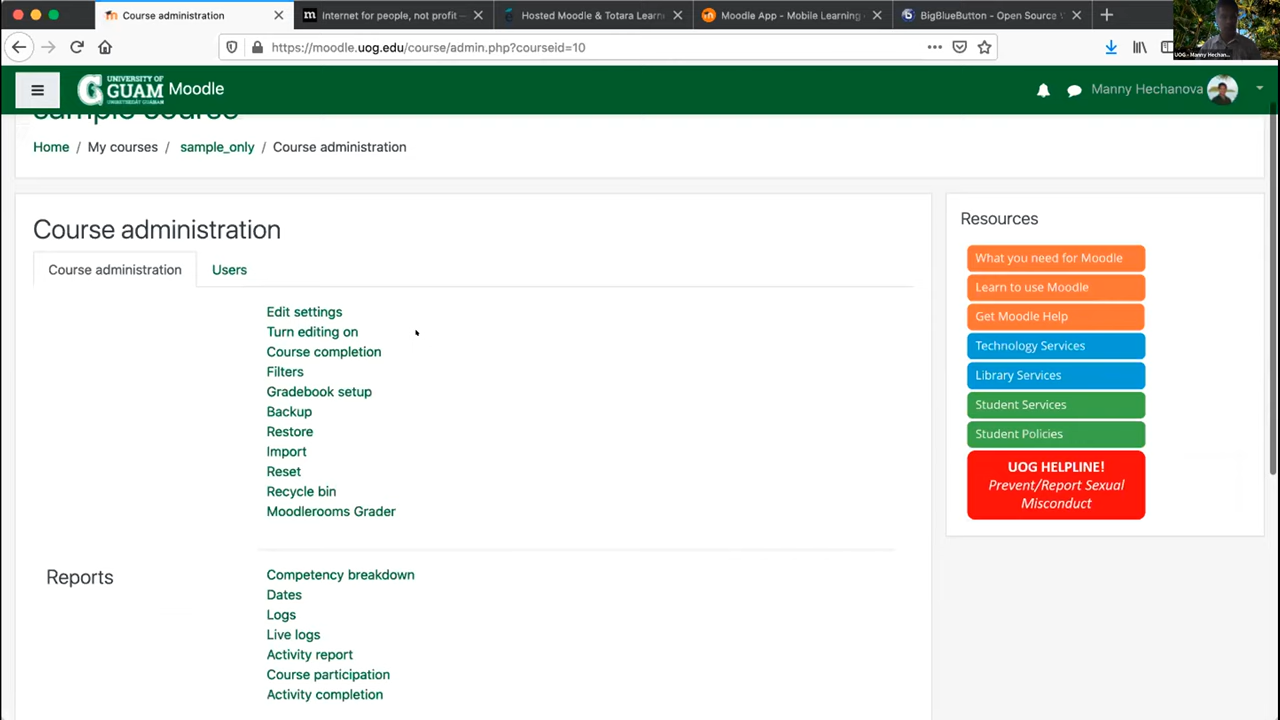 Course administration
Internet for people, not profit —
Hosted Moodle & Totara Learn
Moodle App - Mobile Learning
BigBlueButton - Open Source
https://moodle.uog.edu/course/admin.php?courseid=10
UOG - Manny Hechan...
UNIVERSITY OF
GUAM
Moodle
Manny Hechanova
sample course
Home / My courses / sample_only / Course administration
Course administration
Course administration
Users
Edit settings
Turn editing on
Course completion
Filters
Gradebook setup
Backup
Restore
Import
Reset
Recycle bin
Moodlerooms Grader
Reports
Competency breakdown
Dates
Logs
Live logs
Activity report
Course participation
Activity completion
Resources
What you need for Moodle
Learn to use Moodle
Get Moodle Help
Technology Services
Library Services
Student Services
Student Policies
UOG HELPLINE!
Prevent/Report Sexual
Misconduct